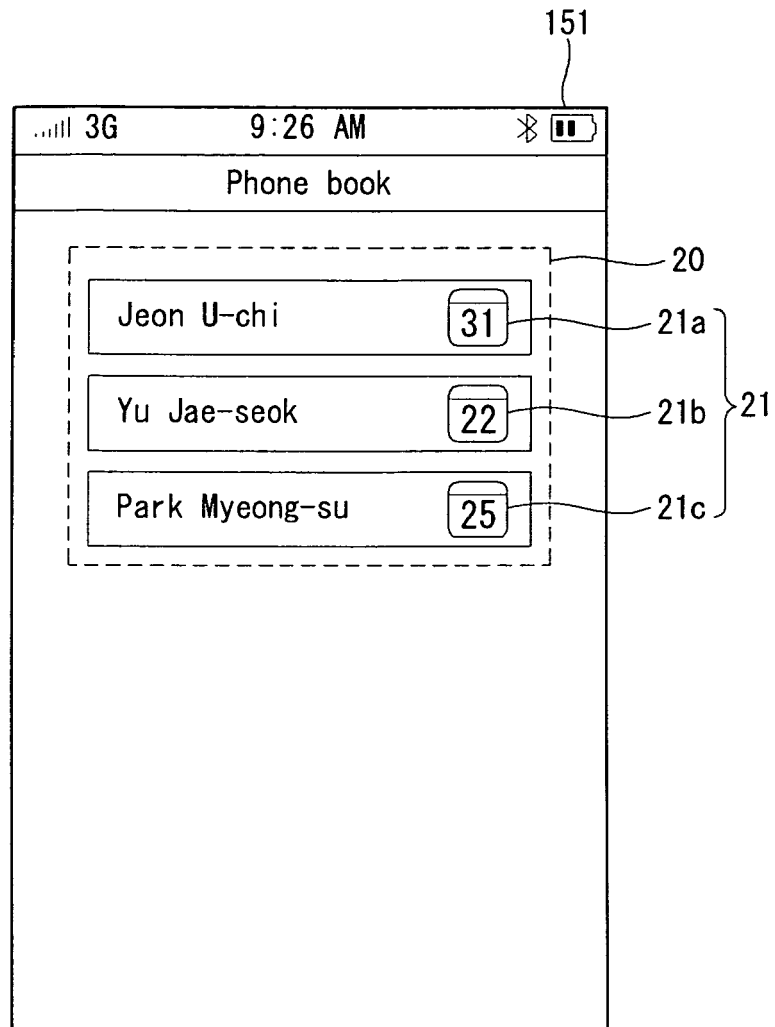 151
3G 9:26 AM
Phone book
20
Jeon U-chi 31 21a
Yu Jae-seok 22 21b 21
Park Myeong-su 25 21c